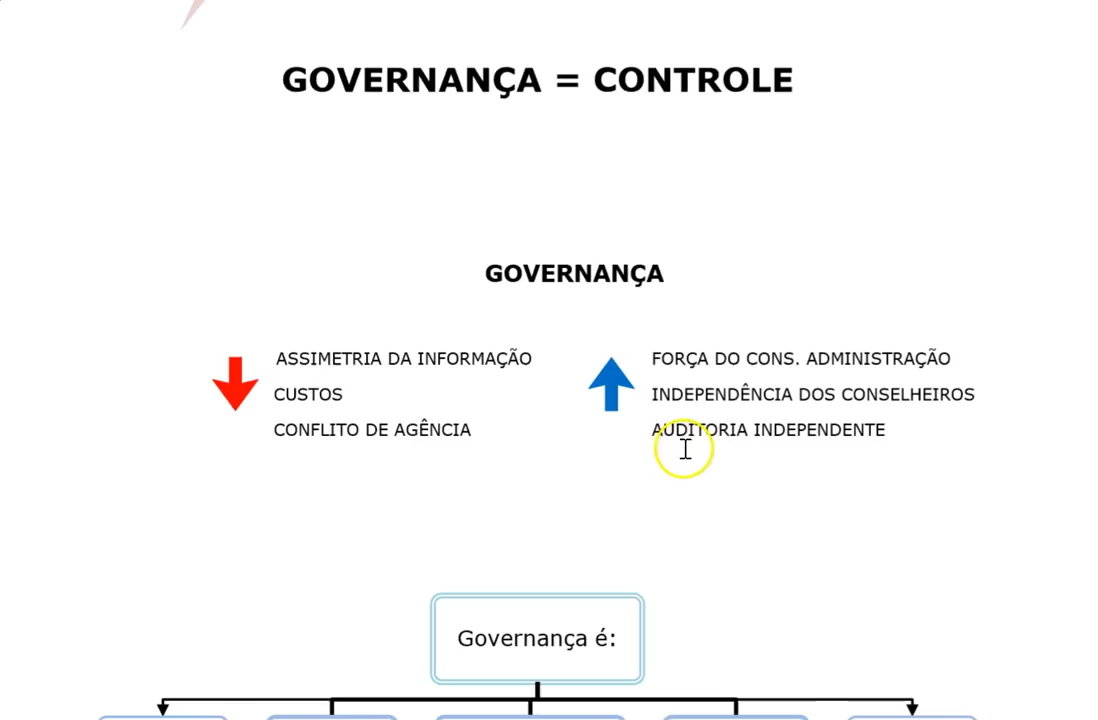 GOVERNANÇA = CONTROLE
GOVERNANÇA
ASSIMETRIA DA INFORMAÇÃO
CUSTOS
CONFLITO DE AGÊNCIA
FORÇA DO CONS. ADMINISTRAÇÃO
INDEPENDÊNCIA DOS CONSELHEIROS
AUDITORIA INDEPENDENTE
Governança é: